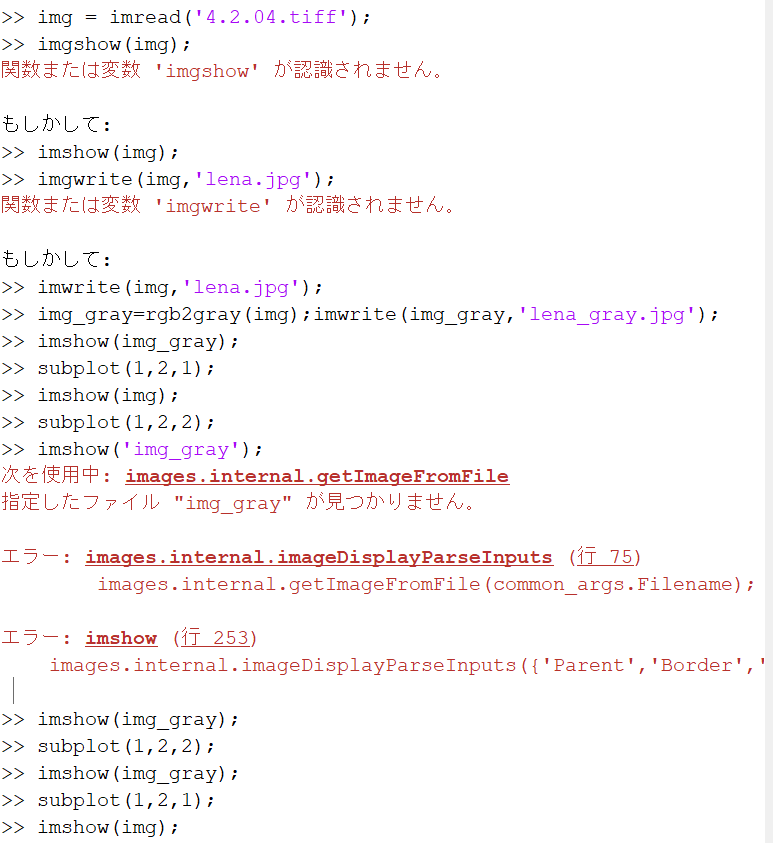 >> img = imread('4.2.04.tiff');
>> imgshow(img);
関数または変数 'imgshow' が認識されません。
もしかして:
>> imshow(img);
>> imgwrite(img,'lena.jpg');
関数または変数 'imgwrite' が認識されません。
もしかして:
>> imwrite(img,'lena.jpg');
>> img_gray=rgb2gray(img);imwrite(img_gray,'lena_gray.jpg');
>> imshow(img_gray);
>> subplot(1,2,1);
>> imshow(img);
>> subplot(1,2,2);
>> imshow('img_gray');
次を使用中: images.internal.getImageFromFile
指定したファイル "img_gray" が見つかりません。
エラー: images.internal.imageDisplayParseInputs (行 75)
images.internal.getImageFromFile(common_args.Filename);
エラー: imshow (行 253)
images.internal.imageDisplayParseInputs({'Parent','Border','
>> imshow(img_gray);
>> subplot(1,2,2);
>> imshow(img_gray);
>> subplot(1,2,1);
>> imshow(img);